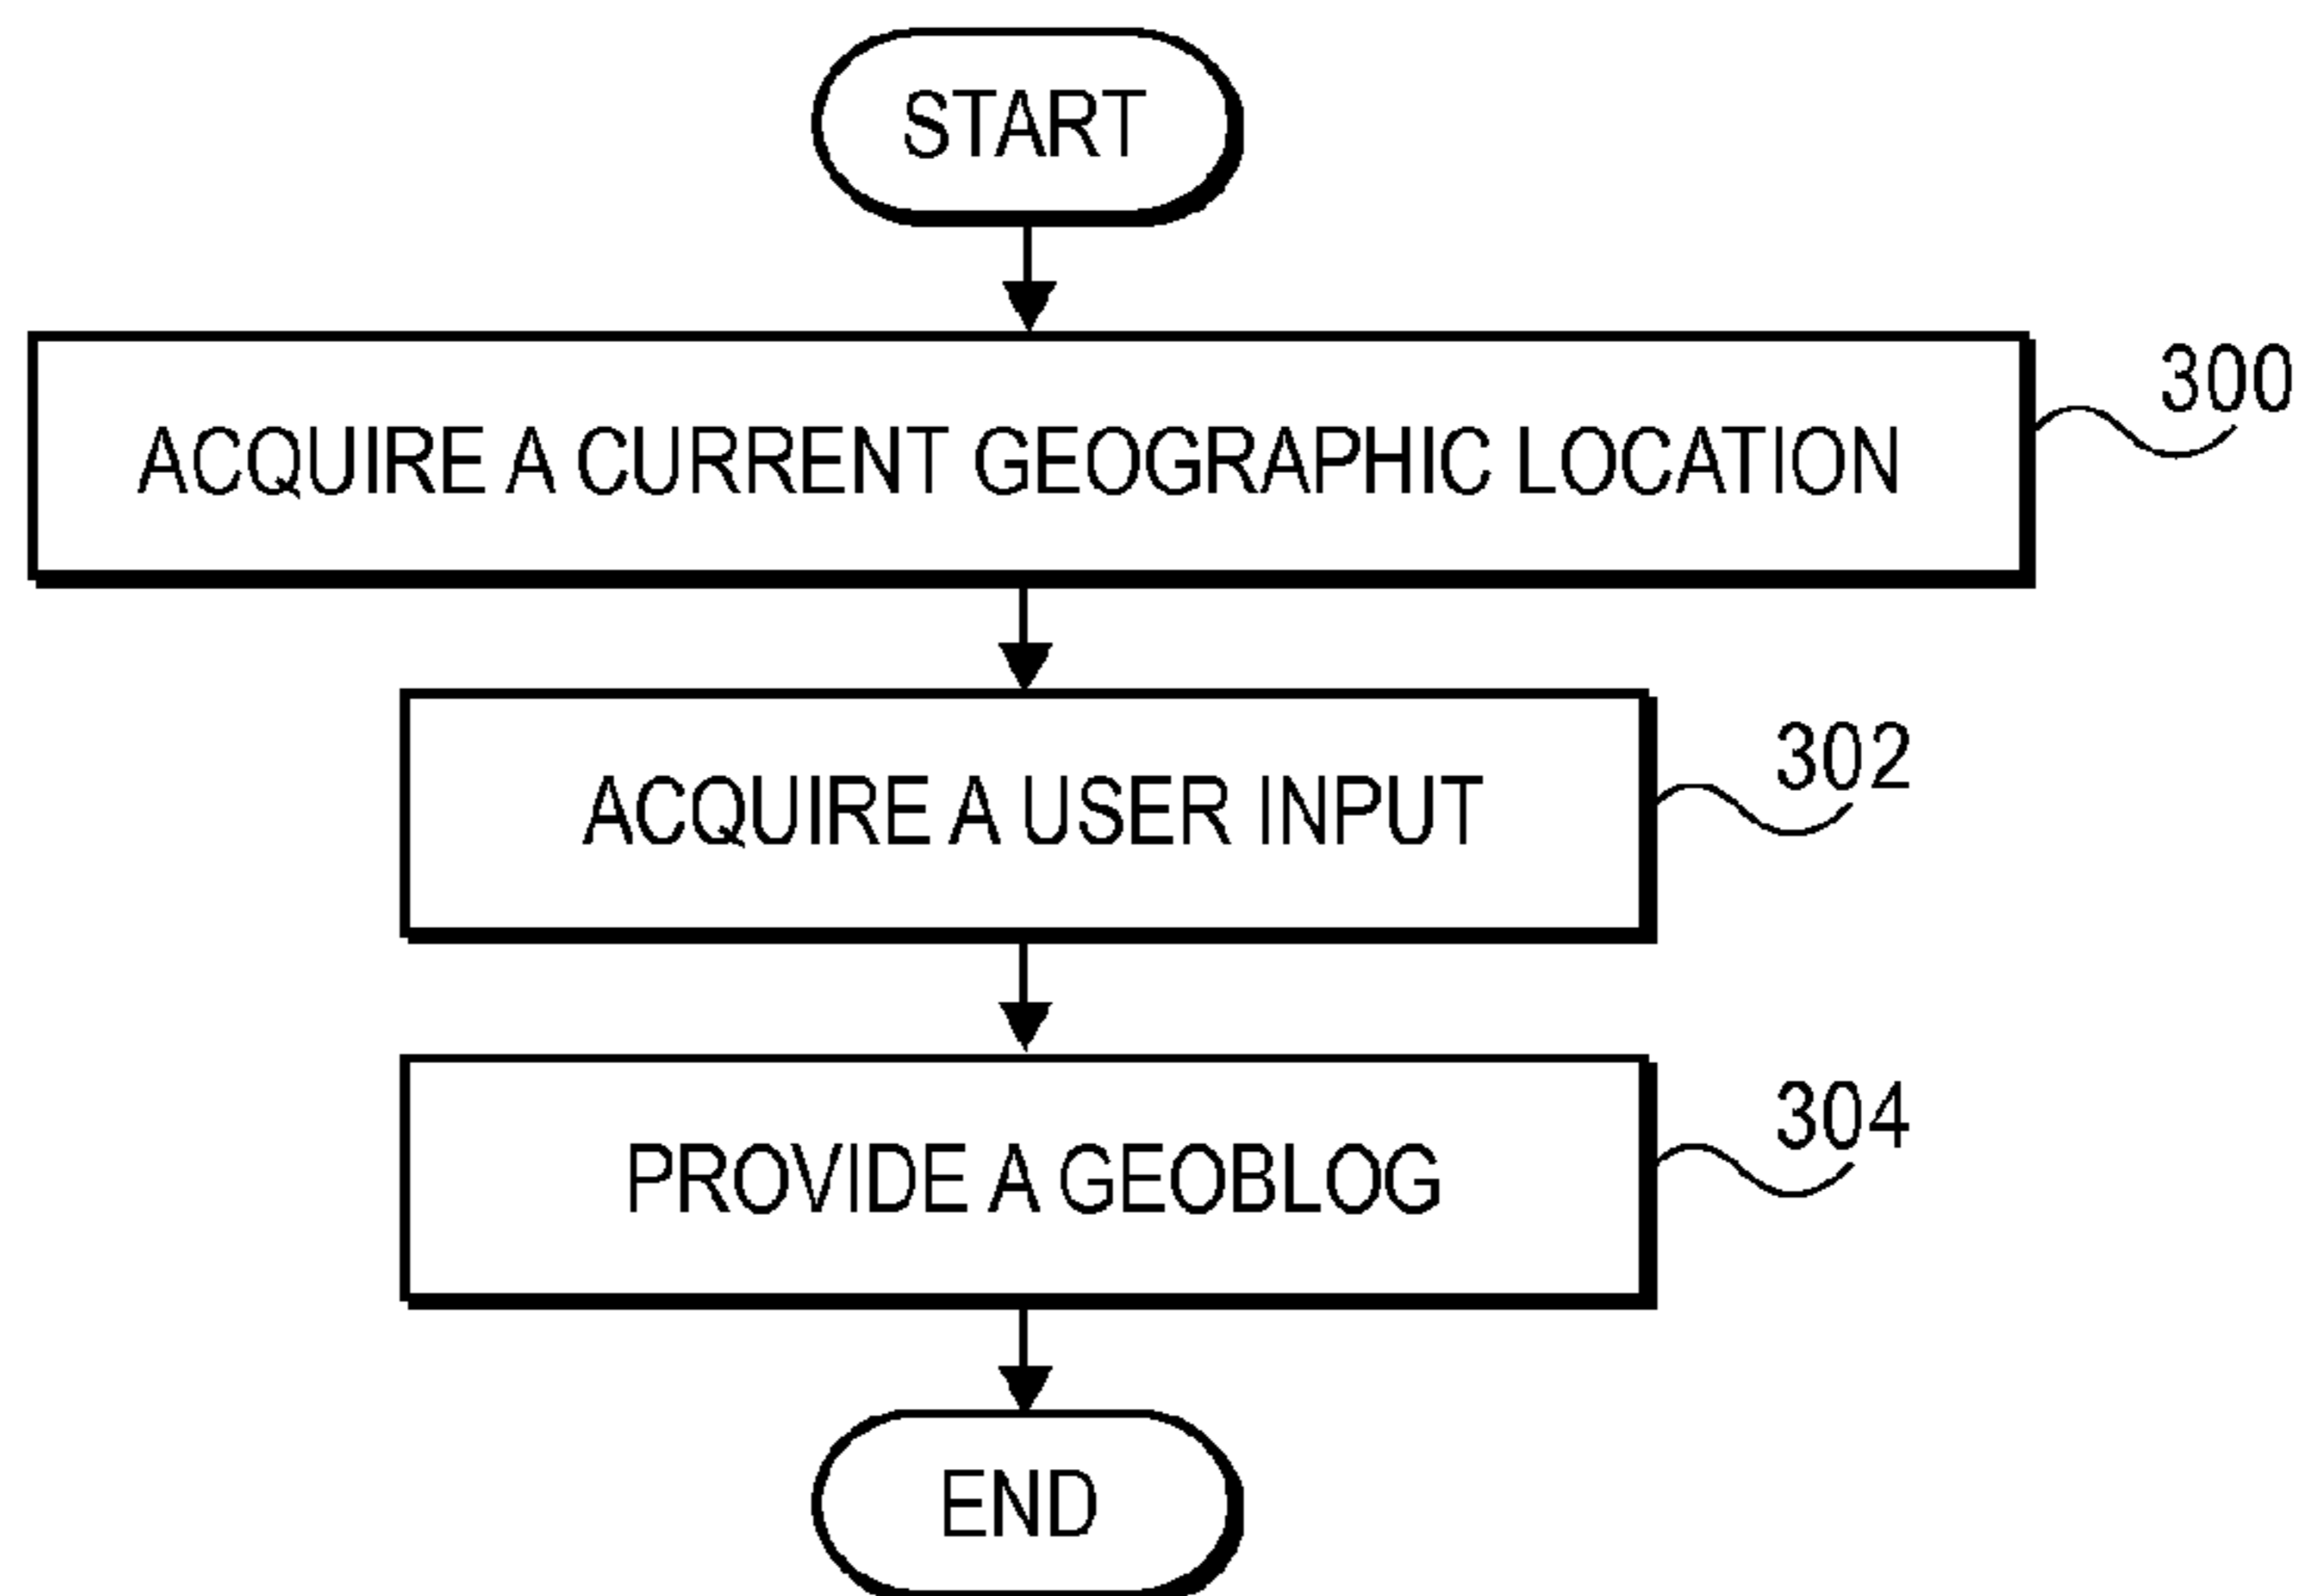 START
ACQUIRE A CURRENT GEOGRAPHIC LOCATION
300
ACQUIRE A USER INPUT
302
PROVIDE A GEOBLOG
304
END